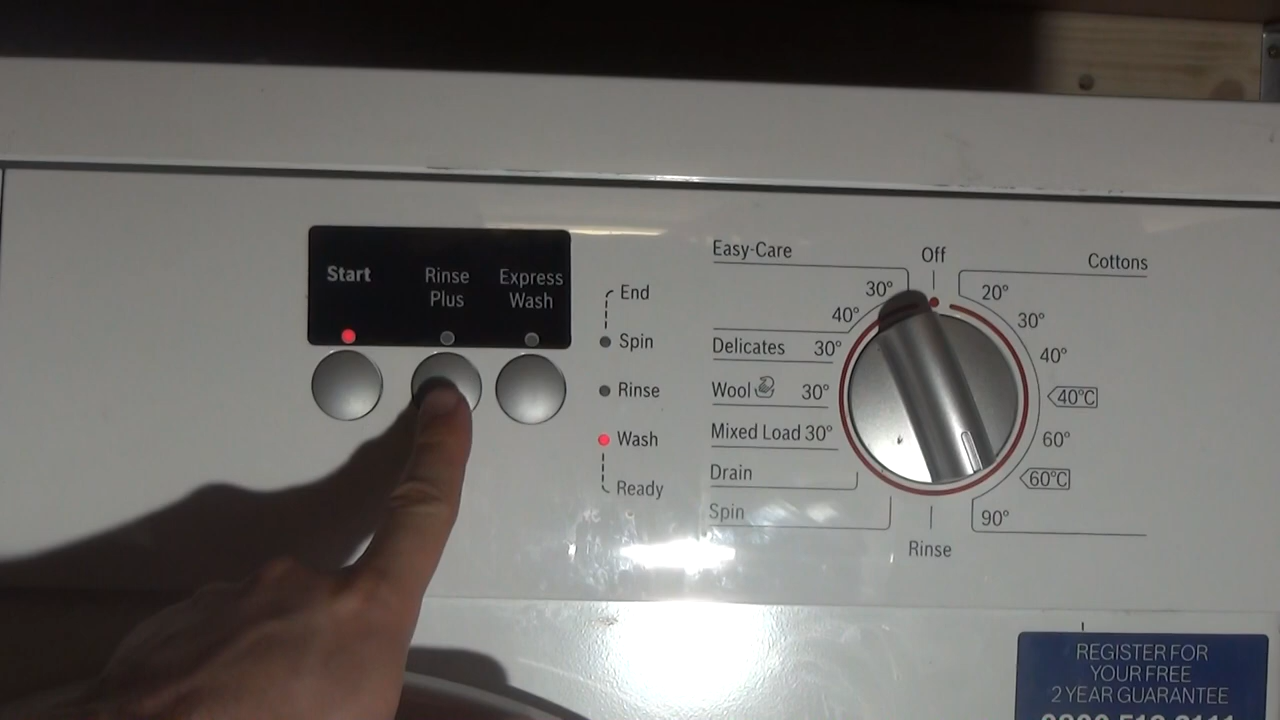 Start
Rinse
Plus
Express
Wash
End
Spin
Rinse
Wash
Ready
Easy-Care
Off
Cottons
30°
40°
Delicates 30°
Wool 30°
Mixed Load 30°
Drain
Spin
20°
30°
40°
40°C
60°
60°C
90°
Rinse
REGISTER FOR
YOUR FREE
2 YEAR GUARANTEE